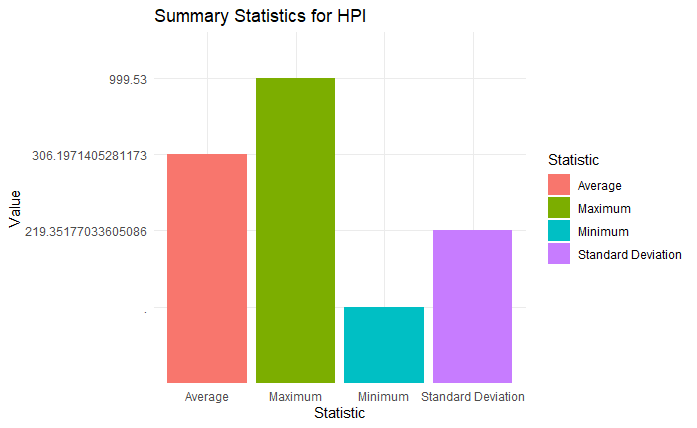 Summary Statistics for HPI
Value
999.53
306.1971405281173
219.35177033605086
.
Average
Maximum
Minimum
Standard Deviation
Statistic
Statistic
Average
Maximum
Minimum
Standard Deviation